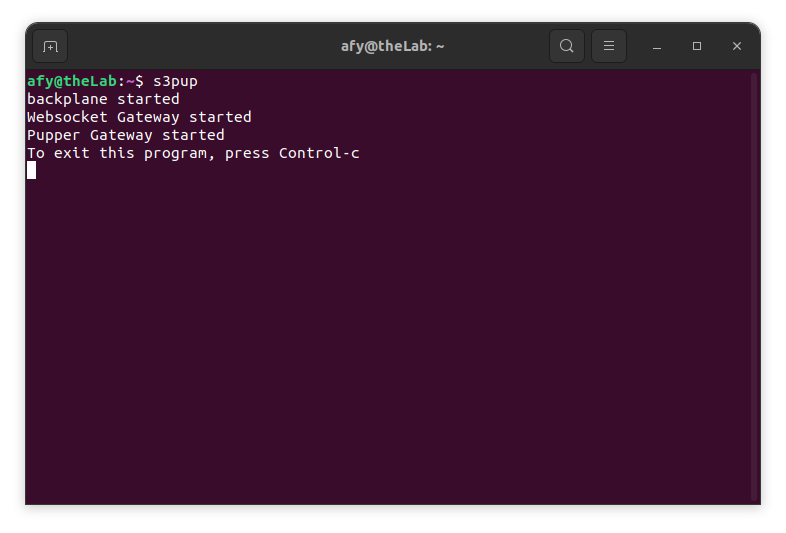 afy@theLab: ~
afy@theLab:~$ s3pup
backplane started
Websocket Gateway started
Pupper Gateway started
To exit this program, press Control-c